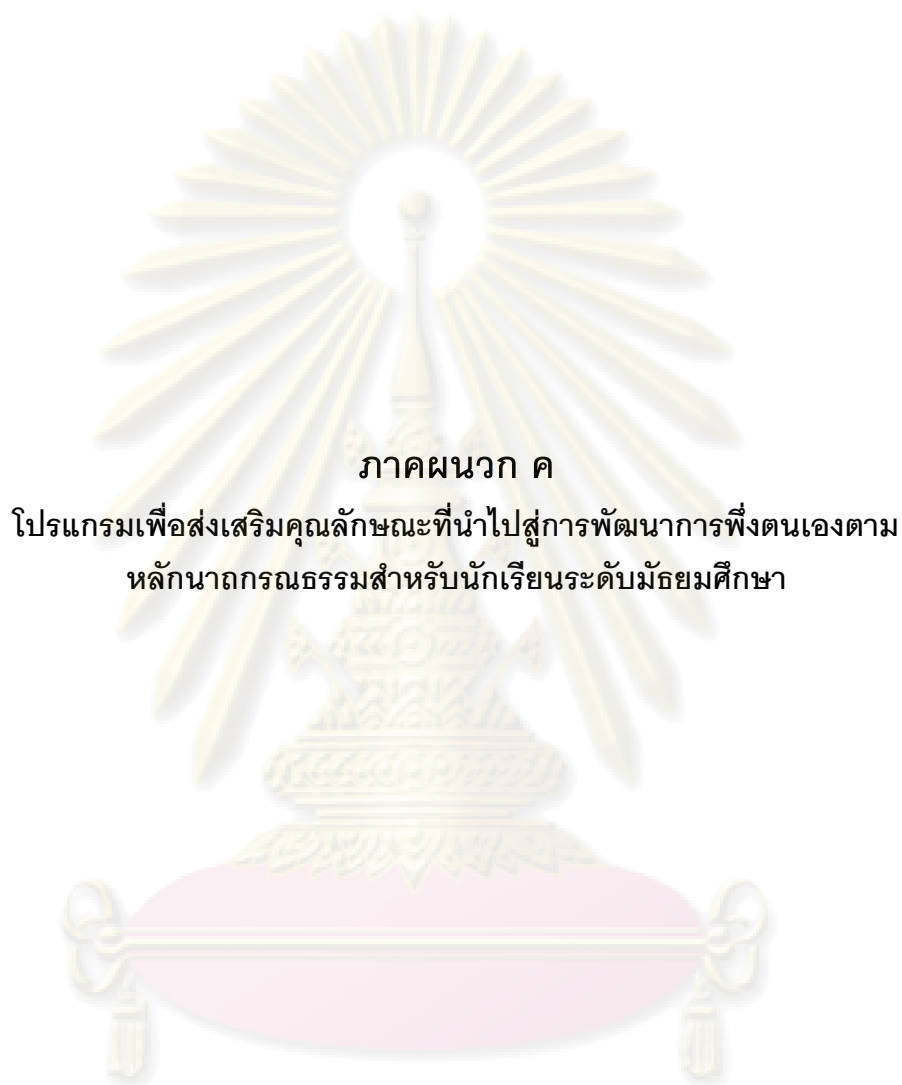 ภาคผนวก ค
โปรแกรมเพื่อส่งเสริมคุณลักษณะที่นำไปสู่การพัฒนาการพึ่งตนเองตาม
หลักนาถกรณธรรมสำหรับนักเรียนระดับมัธยมศึกษา